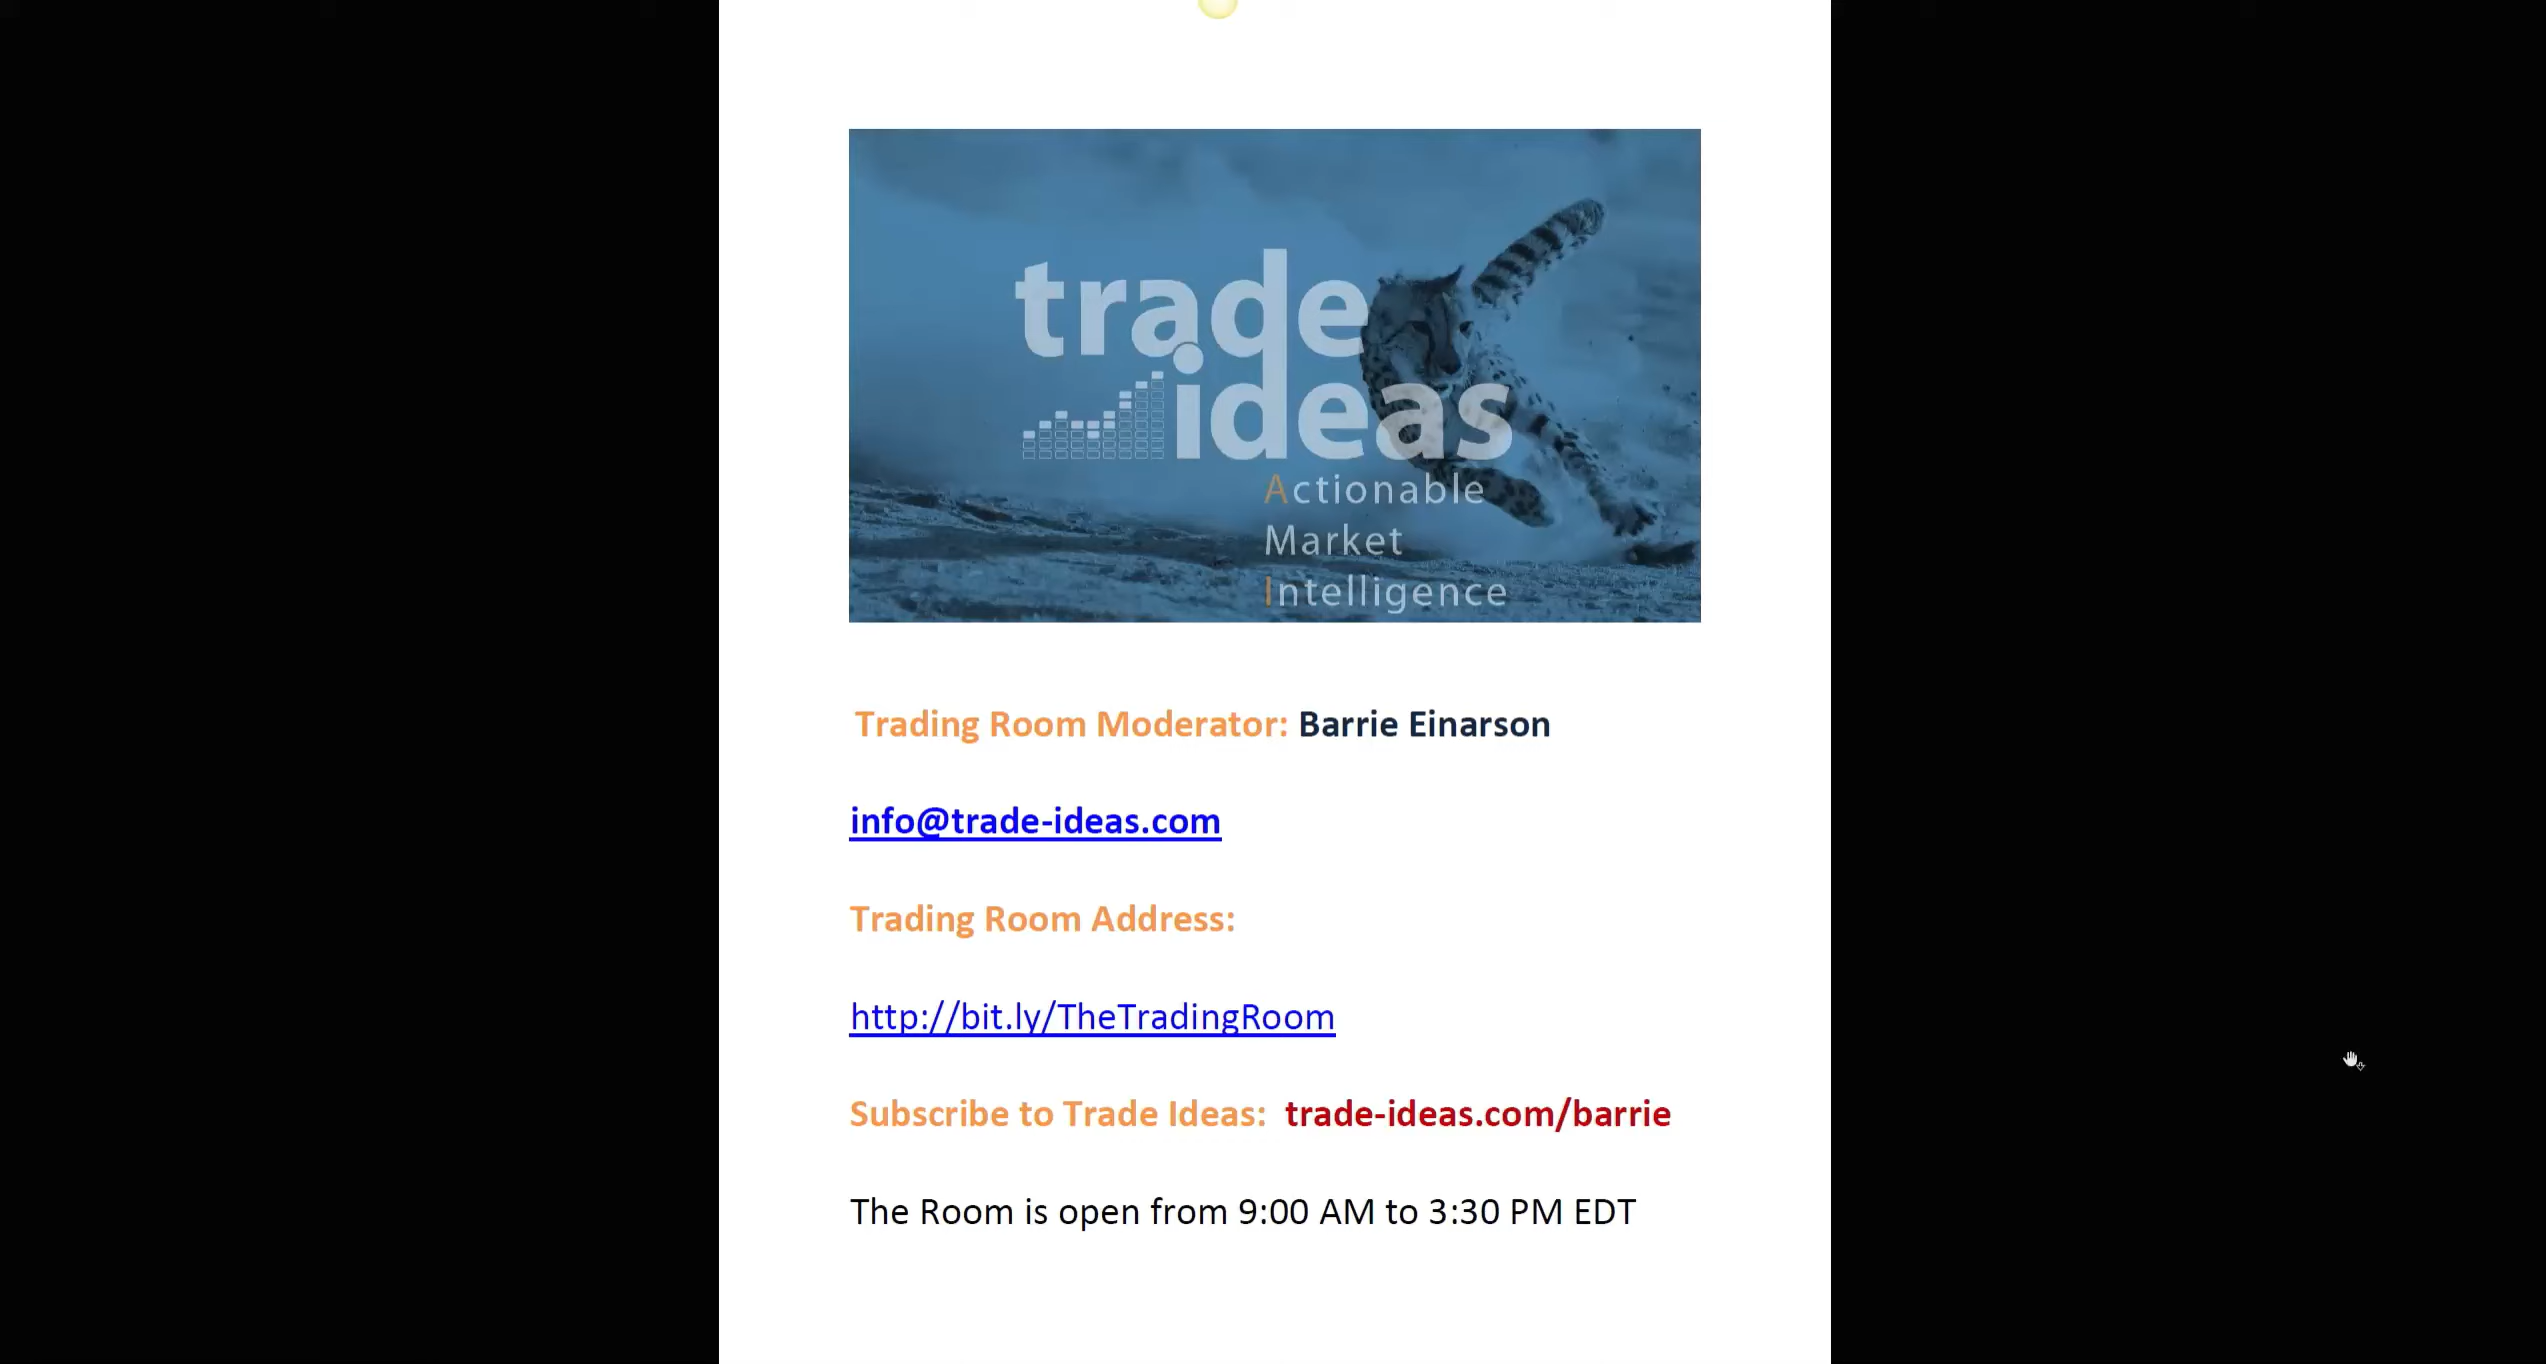 trade
ideas
Actionable
Market
Intelligence
Trading Room Moderator: Barrie Einarson
info@trade-ideas.com
Trading Room Address:
http://bit.ly/TheTradingRoom
Subscribe to Trade Ideas:  trade-ideas.com/barrie
The Room is open from 9:00 AM to 3:30 PM EDT